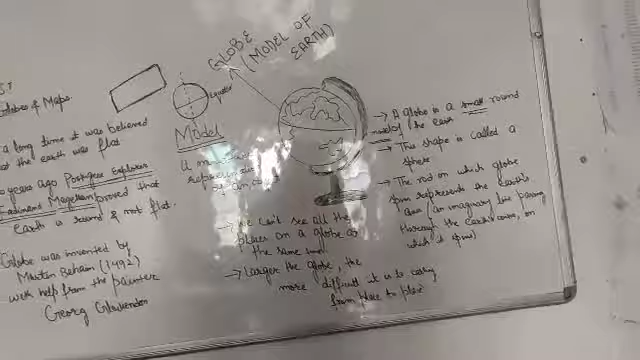 Globes & Maps
a long time it was believed
the earth was flat
years ago Portguese Explorer
Magellan proved that
Earth is round & not flat.
Globe was invented by
Martin Behaim (1492)
with help from the painter
Georg Glockendon
Equator
Model
GLOBE
(MODEL OF
EARTH)
→ A globe is a small round
model of the earth
→ This shape is called a
sphere
→ The rod on which globe
spin represents the earth's
axis (an imaginary line passing
through the earth's on
which it spins)
→ We can't see all the
places on a globe at
the same time
→ Larger the globe, the
more difficult it is to carry
from place to place